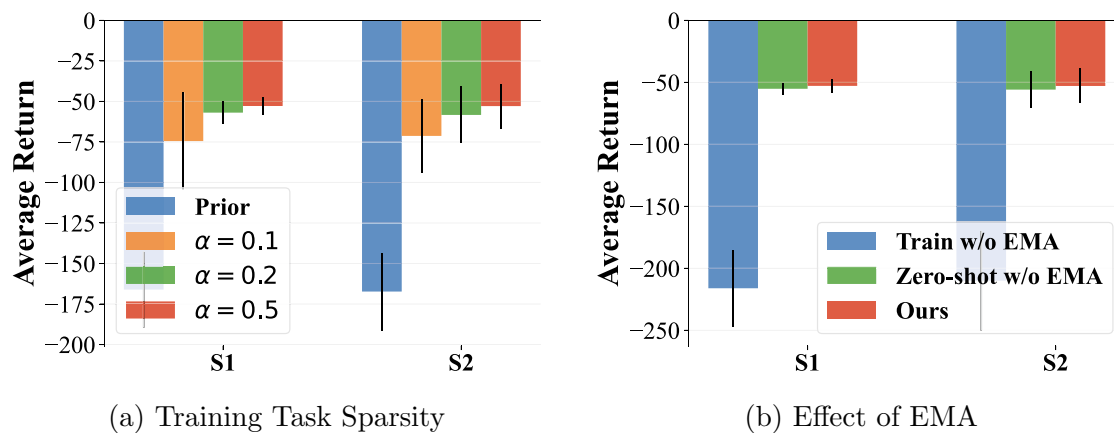 0
−25
−50
−75
−100
−125
−150
−175
−200
Average Return
Prior
α = 0.1
α = 0.2
α = 0.5
S1
S2
(a) Training Task Sparsity
0
−50
−100
−150
−200
−250
Average Return
Train w/o EMA
Zero-shot w/o EMA
Ours
S1
S2
(b) Effect of EMA